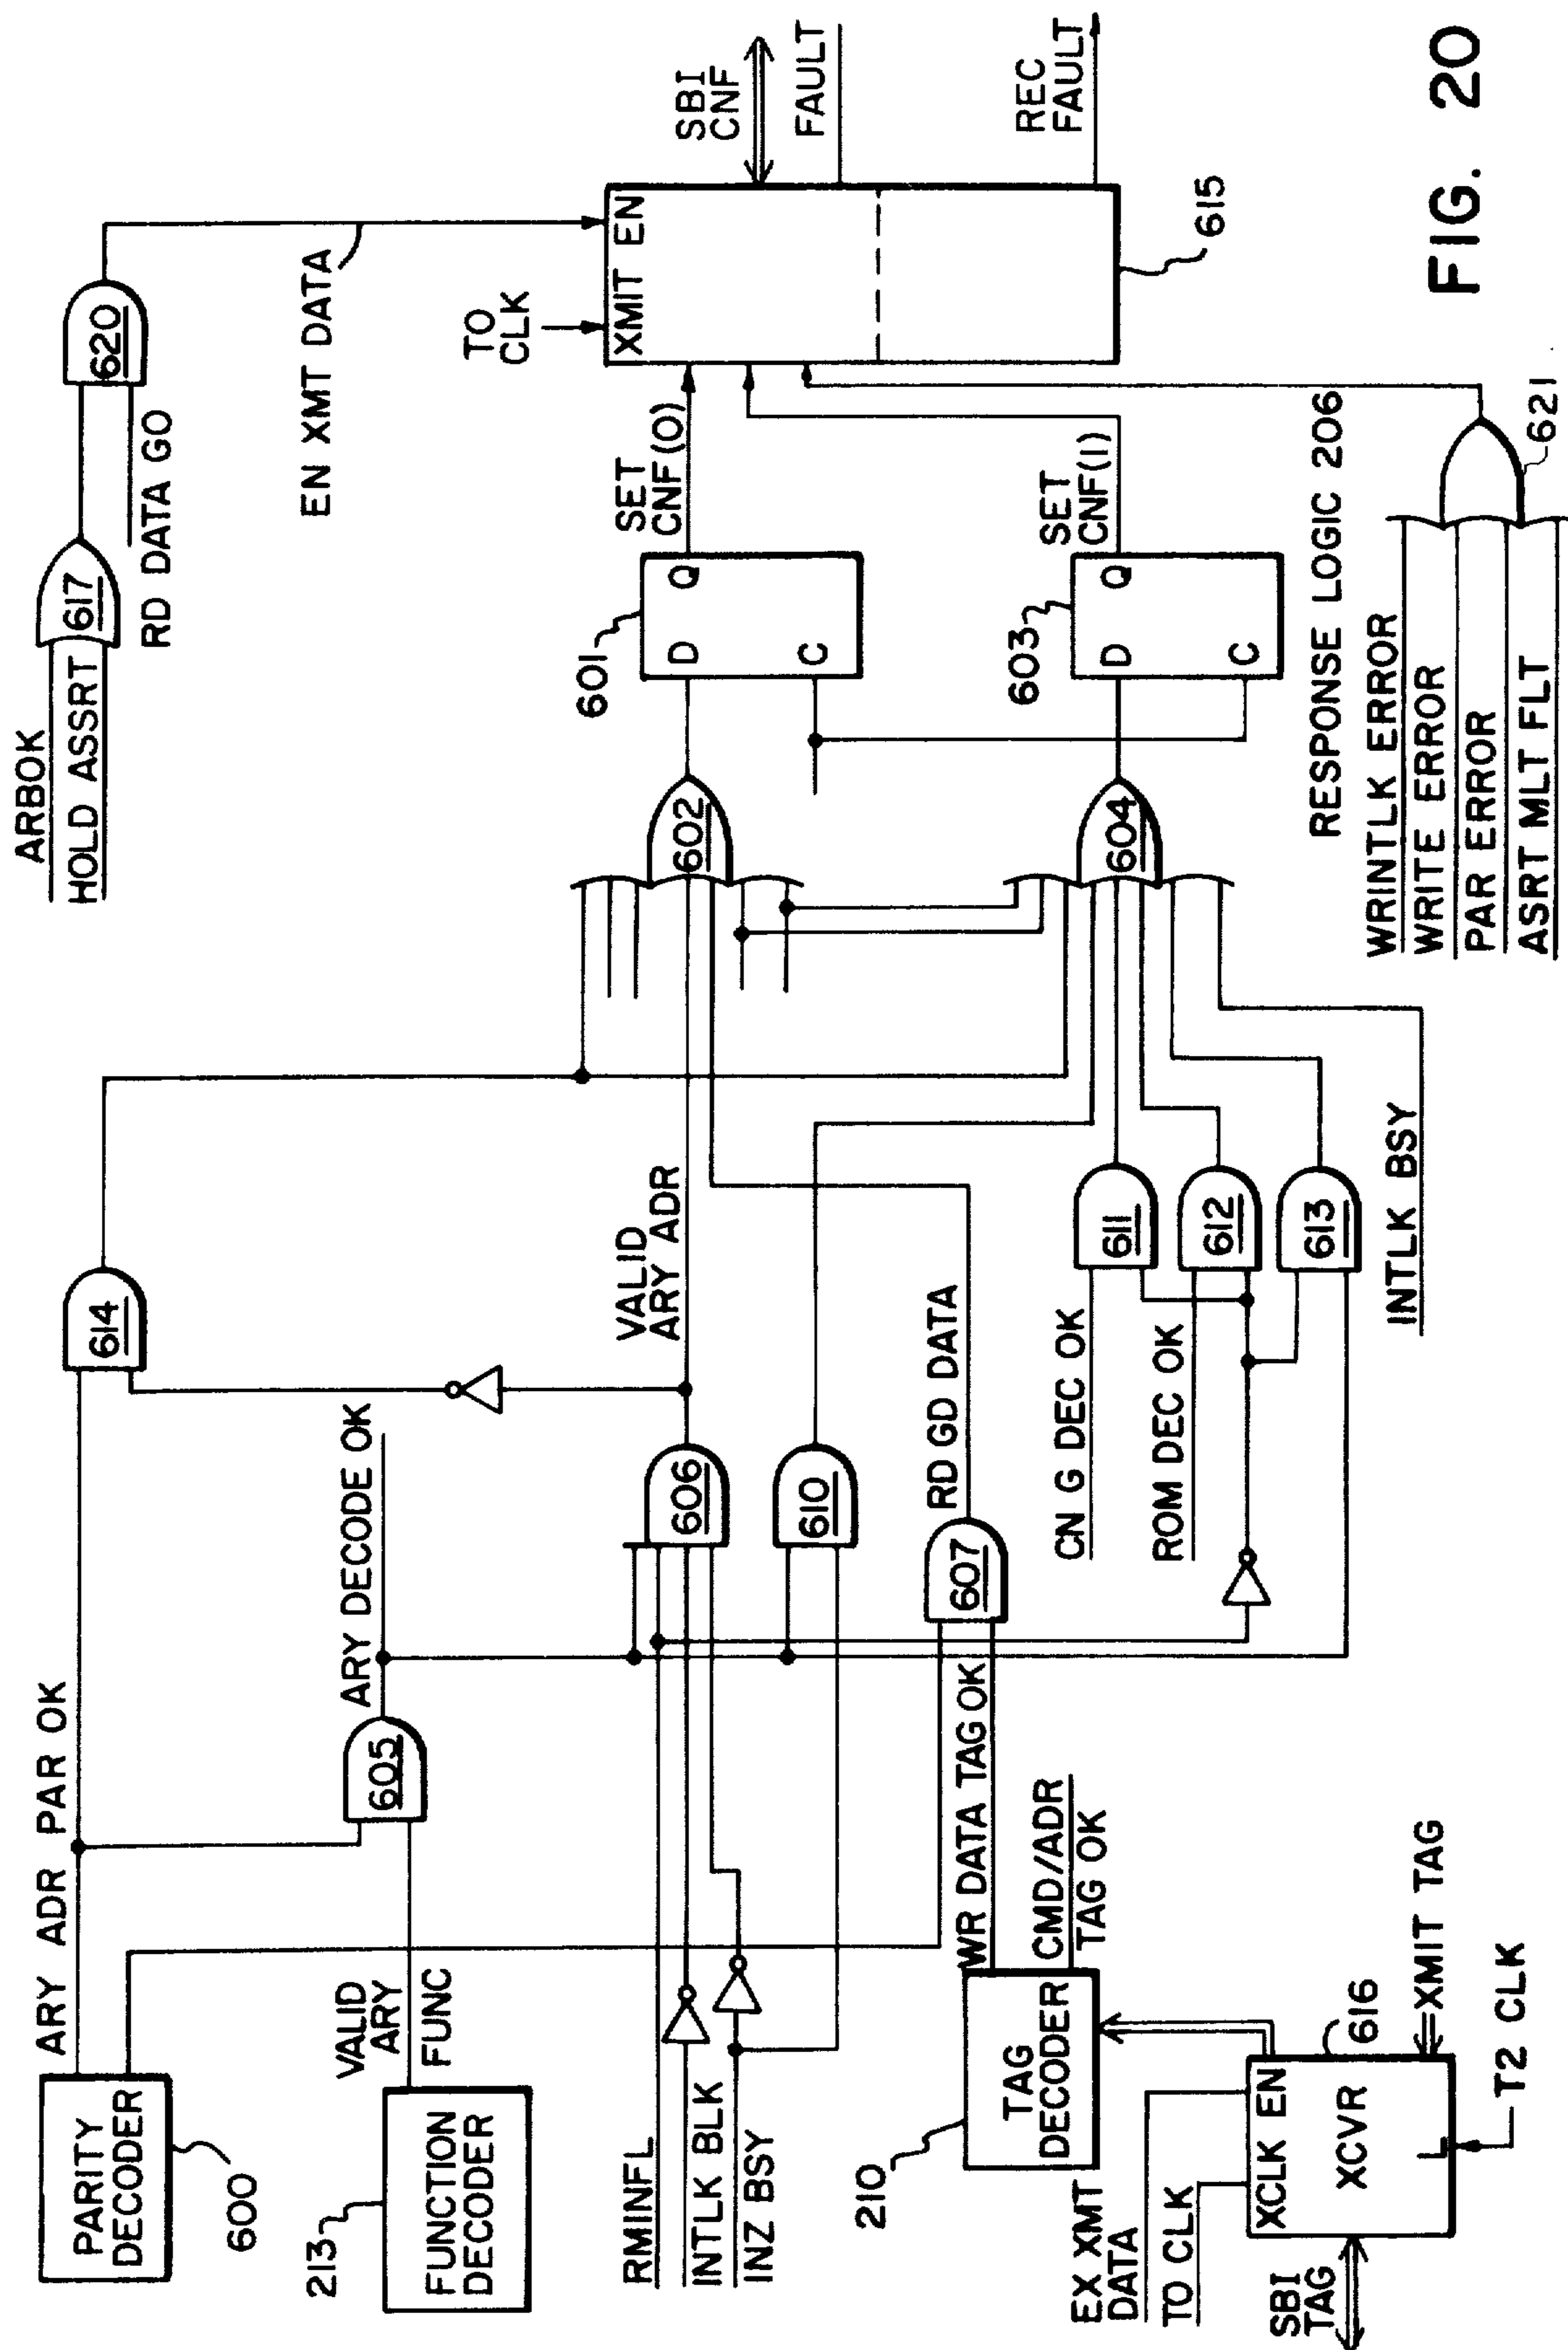 PARITY
DECODER
600
ARY ADR PAR OK
FUNCTION
DECODER
213
VALID
ARY
FUNC
605
ARY DECODE OK
614
RMINFL
INTLK BLK
INZ BSY
606
VALID
ARY ADR
610
607
RD GD DATA
TAG
DECODER
210
WR DATA TAG OK
CMD/ADR
TAG OK
EX XMT
DATA
TO CLK
SBI
TAG
XCLK EN
XCVR
616
XMIT TAG
T2 CLK
CN G DEC OK
ROM DEC OK
611
612
613
INTLK BSY
602
604
D
Q
C
601
D
Q
C
603
SET
CNF(0)
SET
CNF(1)
ARBOK
HOLD ASSRT
617
RD DATA GO
620
EN XMT DATA
TO
CLK
XMIT EN
615
SBI
CNF
FAULT
REC
FAULT
RESPONSE LOGIC 206
WRINTLK ERROR
WRITE ERROR
PAR ERROR
ASRT MLT FLT
621
FIG. 20